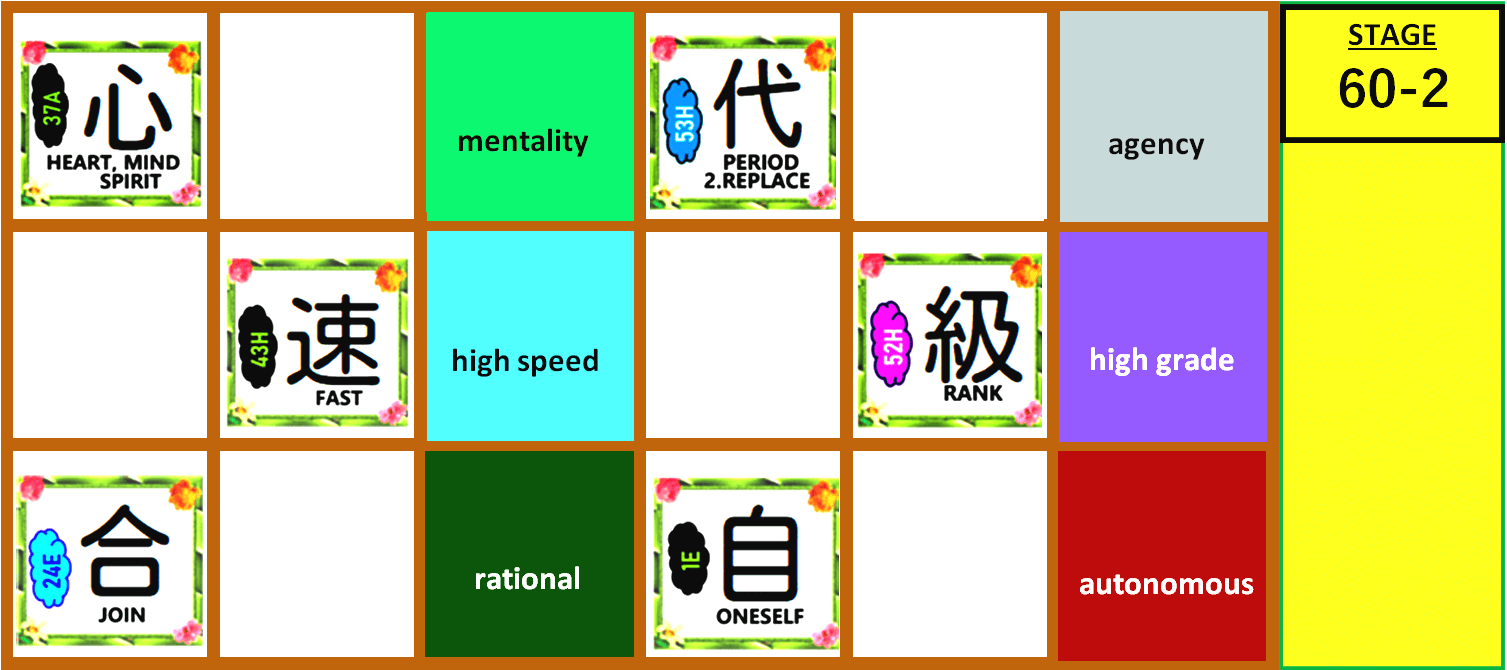 37A
心
HEART, MIND
SPIRIT
mentality
53H
代
PERIOD
2.REPLACE
agency
STAGE
60-2
43H
速
FAST
high speed
52H
級
RANK
high grade
24E
合
JOIN
rational
1E
自
ONESELF
autonomous